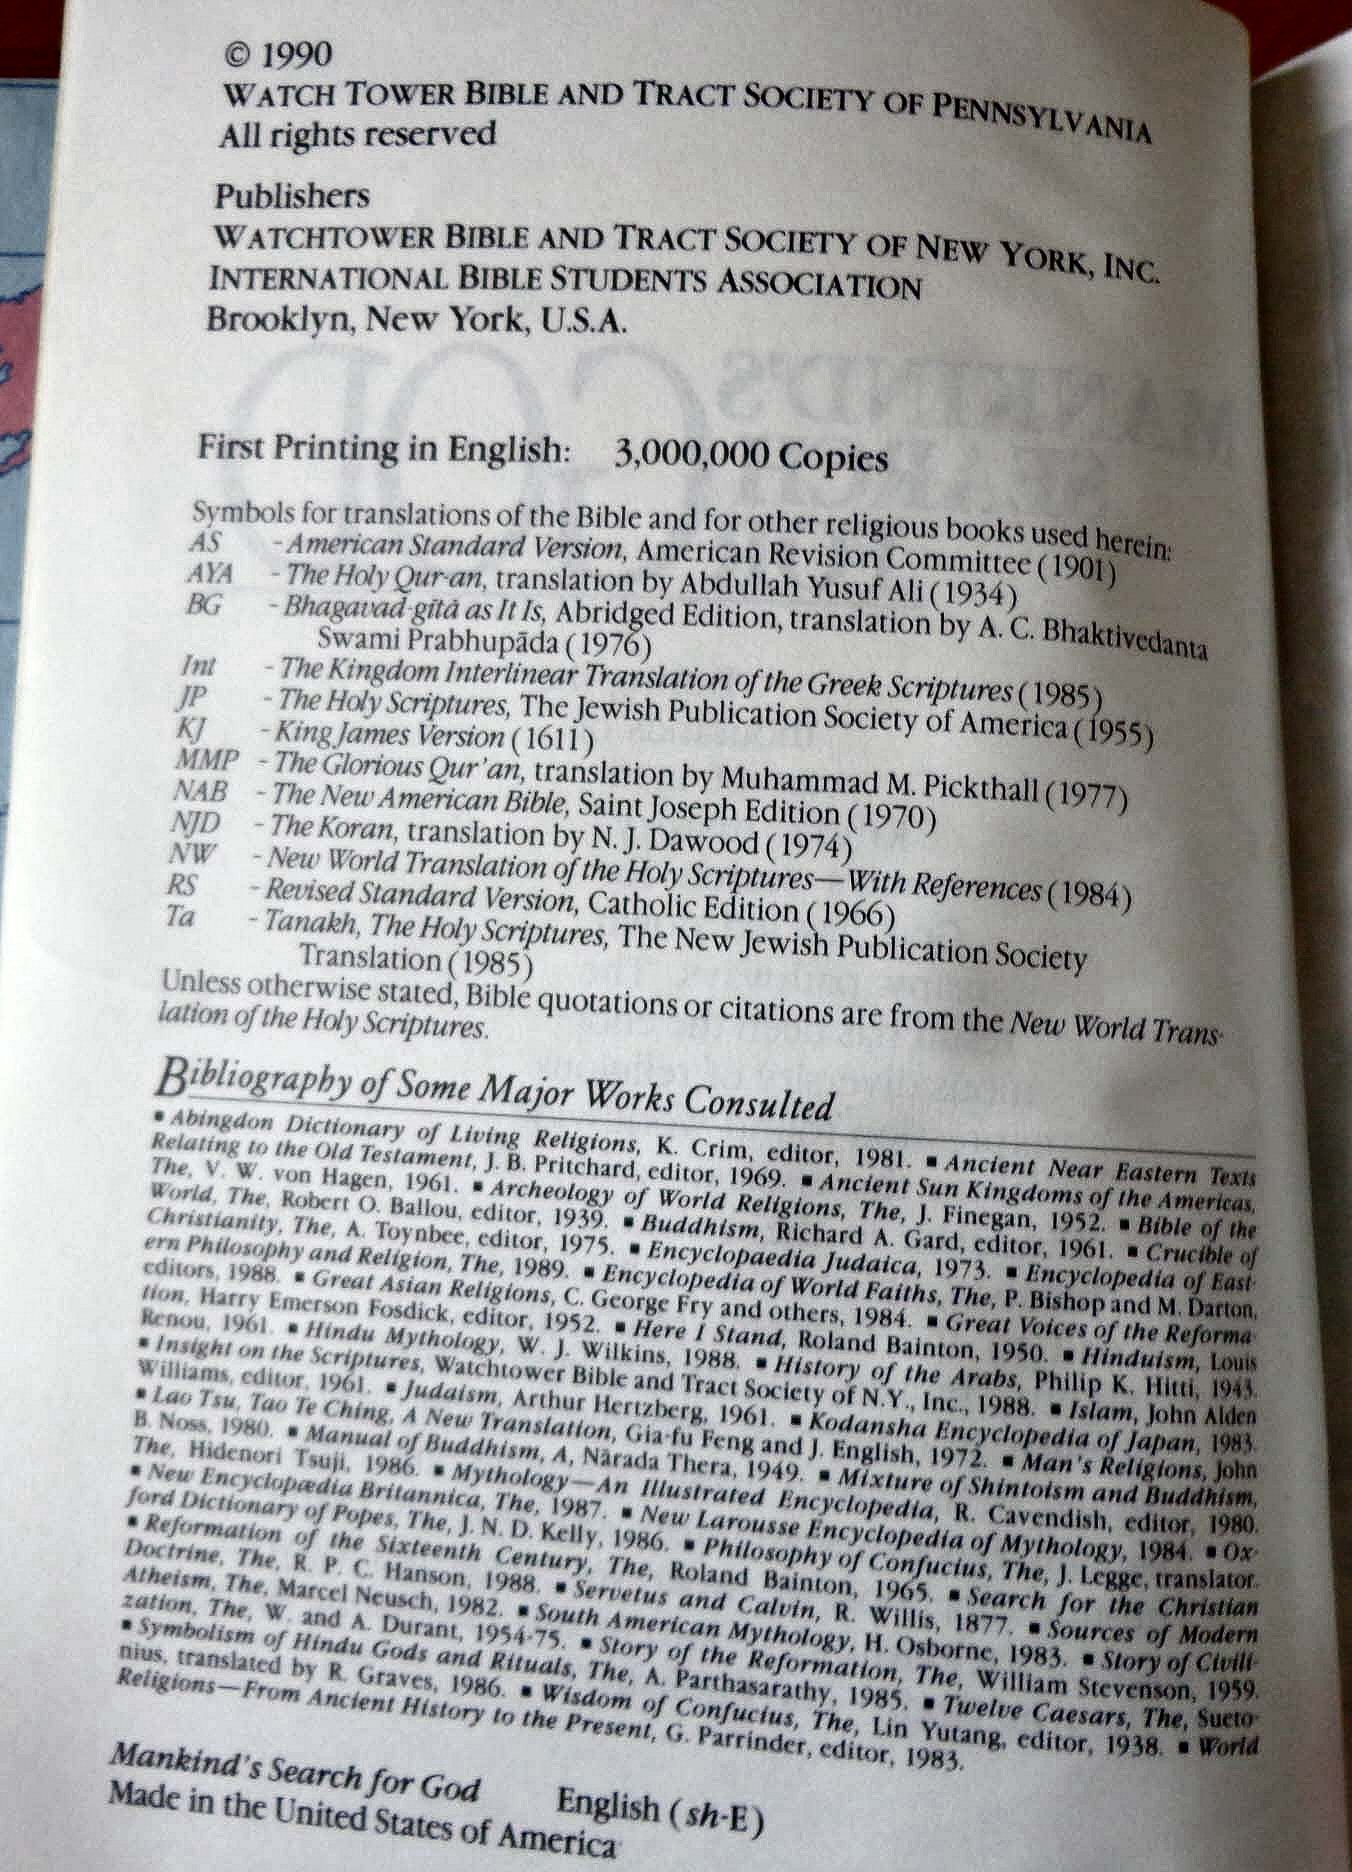 © 1990
WATCH TOWER BIBLE AND TRACT SOCIETY OF PENNSYLVANIA
All rights reserved
Publishers
WATCHTOWER BIBLE AND TRACT SOCIETY OF NEW YORK, INC.
INTERNATIONAL BIBLE STUDENTS ASSOCIATION
Brooklyn, New York, U.S.A.
First Printing in English: 3,000,000 Copies
Symbols for translations of the Bible and for other religious books used herein:
AS - American Standard Version, American Revision Committee (1901)
AYA - The Holy Qur-an, translation by Abdullah Yusuf Ali (1934)
BG - Bhagavad-gītā as It Is, Abridged Edition, translation by A. C. Bhaktivedanta
Swami Prabhupāda (1976)
Int - The Kingdom Interlinear Translation of the Greek Scriptures (1985)
JP - The Holy Scriptures, The Jewish Publication Society of America (1955)
KJ - King James Version (1611)
MMP - The Glorious Qur'an, translation by Muhammad M. Pickthall (1977)
NAB - The New American Bible, Saint Joseph Edition (1970)
NJD - The Koran, translation by N. J. Dawood (1974)
NW - New World Translation of the Holy Scriptures—With References (1984)
RS - Revised Standard Version, Catholic Edition (1966)
Ta - Tanakh, The Holy Scriptures, The New Jewish Publication Society
Translation (1985)
Unless otherwise stated, Bible quotations or citations are from the New World Trans-
lation of the Holy Scriptures.
Bibliography of Some Major Works Consulted
▪ Abingdon Dictionary of Living Religions, K. Crim, editor, 1981. ▪ Ancient Near Eastern Texts
Relating to the Old Testament, J. B. Pritchard, editor, 1969. ▪ Ancient Sun Kingdoms of the Americas,
The, V. W. von Hagen, 1961. ▪ Archeology of World Religions, The, J. Finegan, 1952. ▪ Bible of the
World, The, Robert O. Ballou, editor, 1939. ▪ Buddhism, Richard A. Gard, editor, 1961. ▪ Crucible of
Christianity, The, A. Toynbee, editor, 1975. ▪ Encyclopaedia Judaica, 1973. ▪ Encyclopedia of East-
ern Philosophy and Religion, The, 1989. ▪ Encyclopedia of World Faiths, The, P. Bishop and M. Darton,
editors, 1988. ▪ Great Asian Religions, C. George Fry and others, 1984. ▪ Great Voices of the Reforma-
tion, Harry Emerson Fosdick, editor, 1952. ▪ Here I Stand, Roland Bainton, 1950. ▪ Hinduism, Louis
Renou, 1961. ▪ Hindu Mythology, W. J. Wilkins, 1988. ▪ History of the Arabs, Philip K. Hitti, 1943.
▪ Insight on the Scriptures, Watchtower Bible and Tract Society of N.Y., Inc., 1988. ▪ Islam, John Alden
Williams, editor, 1961. ▪ Judaism, Arthur Hertzberg, 1961. ▪ Kodansha Encyclopedia of Japan, 1983.
▪ Lao Tsu, Tao Te Ching, A New Translation, Gia-fu Feng and J. English, 1972. ▪ Man's Religions, John
B. Noss, 1980. ▪ Manual of Buddhism, A, Nārada Thera, 1949. ▪ Mixture of Shintoism and Buddhism,
The, Hidenori Tsuji, 1986. ▪ Mythology—An Illustrated Encyclopedia, R. Cavendish, editor, 1980.
▪ New Encyclopædia Britannica, The, 1987. ▪ New Larousse Encyclopedia of Mythology, 1984. ▪ Ox-
ford Dictionary of Popes, The, J. N. D. Kelly, 1986. ▪ Philosophy of Confucius, The, J. Legge, translator.
▪ Reformation of the Sixteenth Century, The, Roland Bainton, 1965. ▪ Search for the Christian
Doctrine, The, R. P. C. Hanson, 1988. ▪ Servetus and Calvin, R. Willis, 1877. ▪ Sources of Modern
Atheism, The, Marcel Neusch, 1982. ▪ South American Mythology, H. Osborne, 1983. ▪ Story of Civili-
zation, The, W. and A. Durant, 1954-75. ▪ Story of the Reformation, The, William Stevenson, 1959.
▪ Symbolism of Hindu Gods and Rituals, The, A. Parthasarathy, 1985. ▪ Twelve Caesars, The, Sueto-
nius, translated by R. Graves, 1986. ▪ Wisdom of Confucius, The, Lin Yutang, editor, 1938. ▪ World
Religions—From Ancient History to the Present, G. Parrinder, editor, 1983.
Mankind's Search for God English (sh-E)
Made in the United States of America